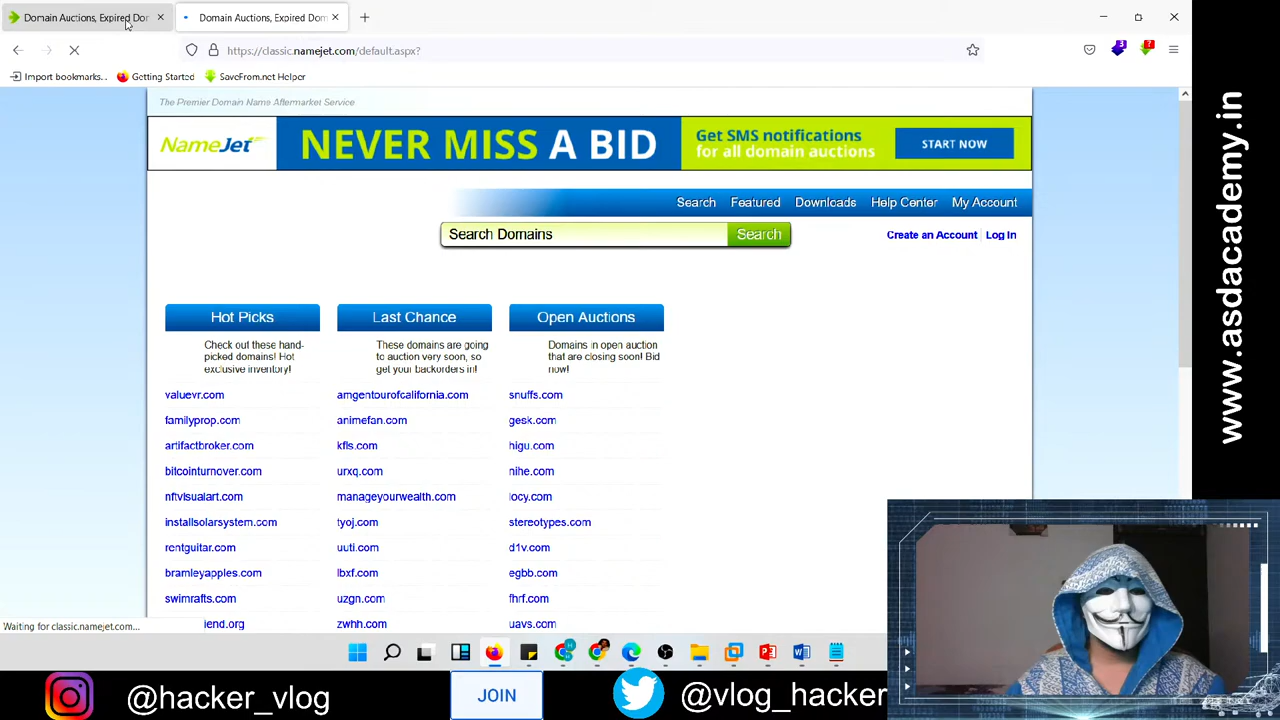 Domain Auctions, Expired Dor
Domain Auctions, Expired Dom
https://classic.namejet.com/default.aspx?
3
?
Import bookmarks...
Getting Started
SaveFrom.net Helper
The Premier Domain Name Aftermarket Service
NameJet
NEVER MISS A BID
Get SMS notifications
for all domain auctions
START NOW
Search
Featured
Downloads
Help Center
My Account
Search Domains
Search
Create an Account
Log In
Hot Picks
Check out these hand-
picked domains! Hot
exclusive inventory!
valuevr.com
familyprop.com
artifactbroker.com
bitcointurnover.com
nftvisualart.com
installsolarsystem.com
rentguitar.com
bramleyapples.com
swimrafts.com
iend.org
Last Chance
These domains are going
to auction very soon, so
get your backorders in!
amgentourofcalifornia.com
animefan.com
kfls.com
urxq.com
manageyourwealth.com
tyoj.com
uuti.com
lbxf.com
uzgn.com
zwhh.com
Open Auctions
Domains in open auction
that are closing soon! Bid
now!
snuffs.com
gesk.com
higu.com
nihe.com
iocy.com
stereotypes.com
d1v.com
egbb.com
fhrf.com
uavs.com
Waiting for classic.namejet.com...
www.asdacademy.in
@hacker_vlog
JOIN
@vlog_hacker